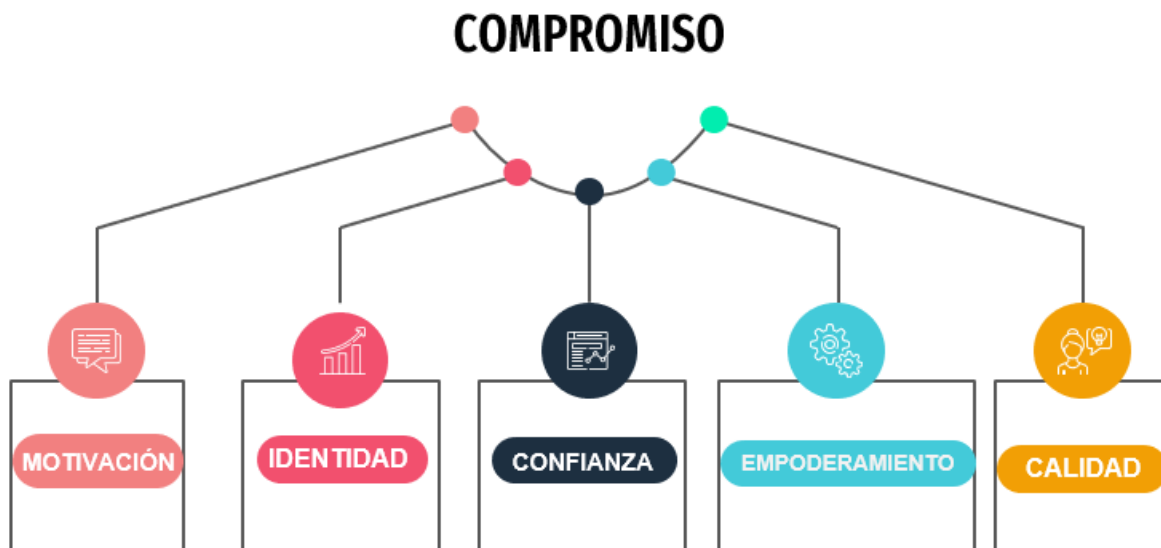 COMPROMISO
MOTIVACIÓN
IDENTIDAD
CONFIANZA
EMPODERAMIENTO
CALIDAD